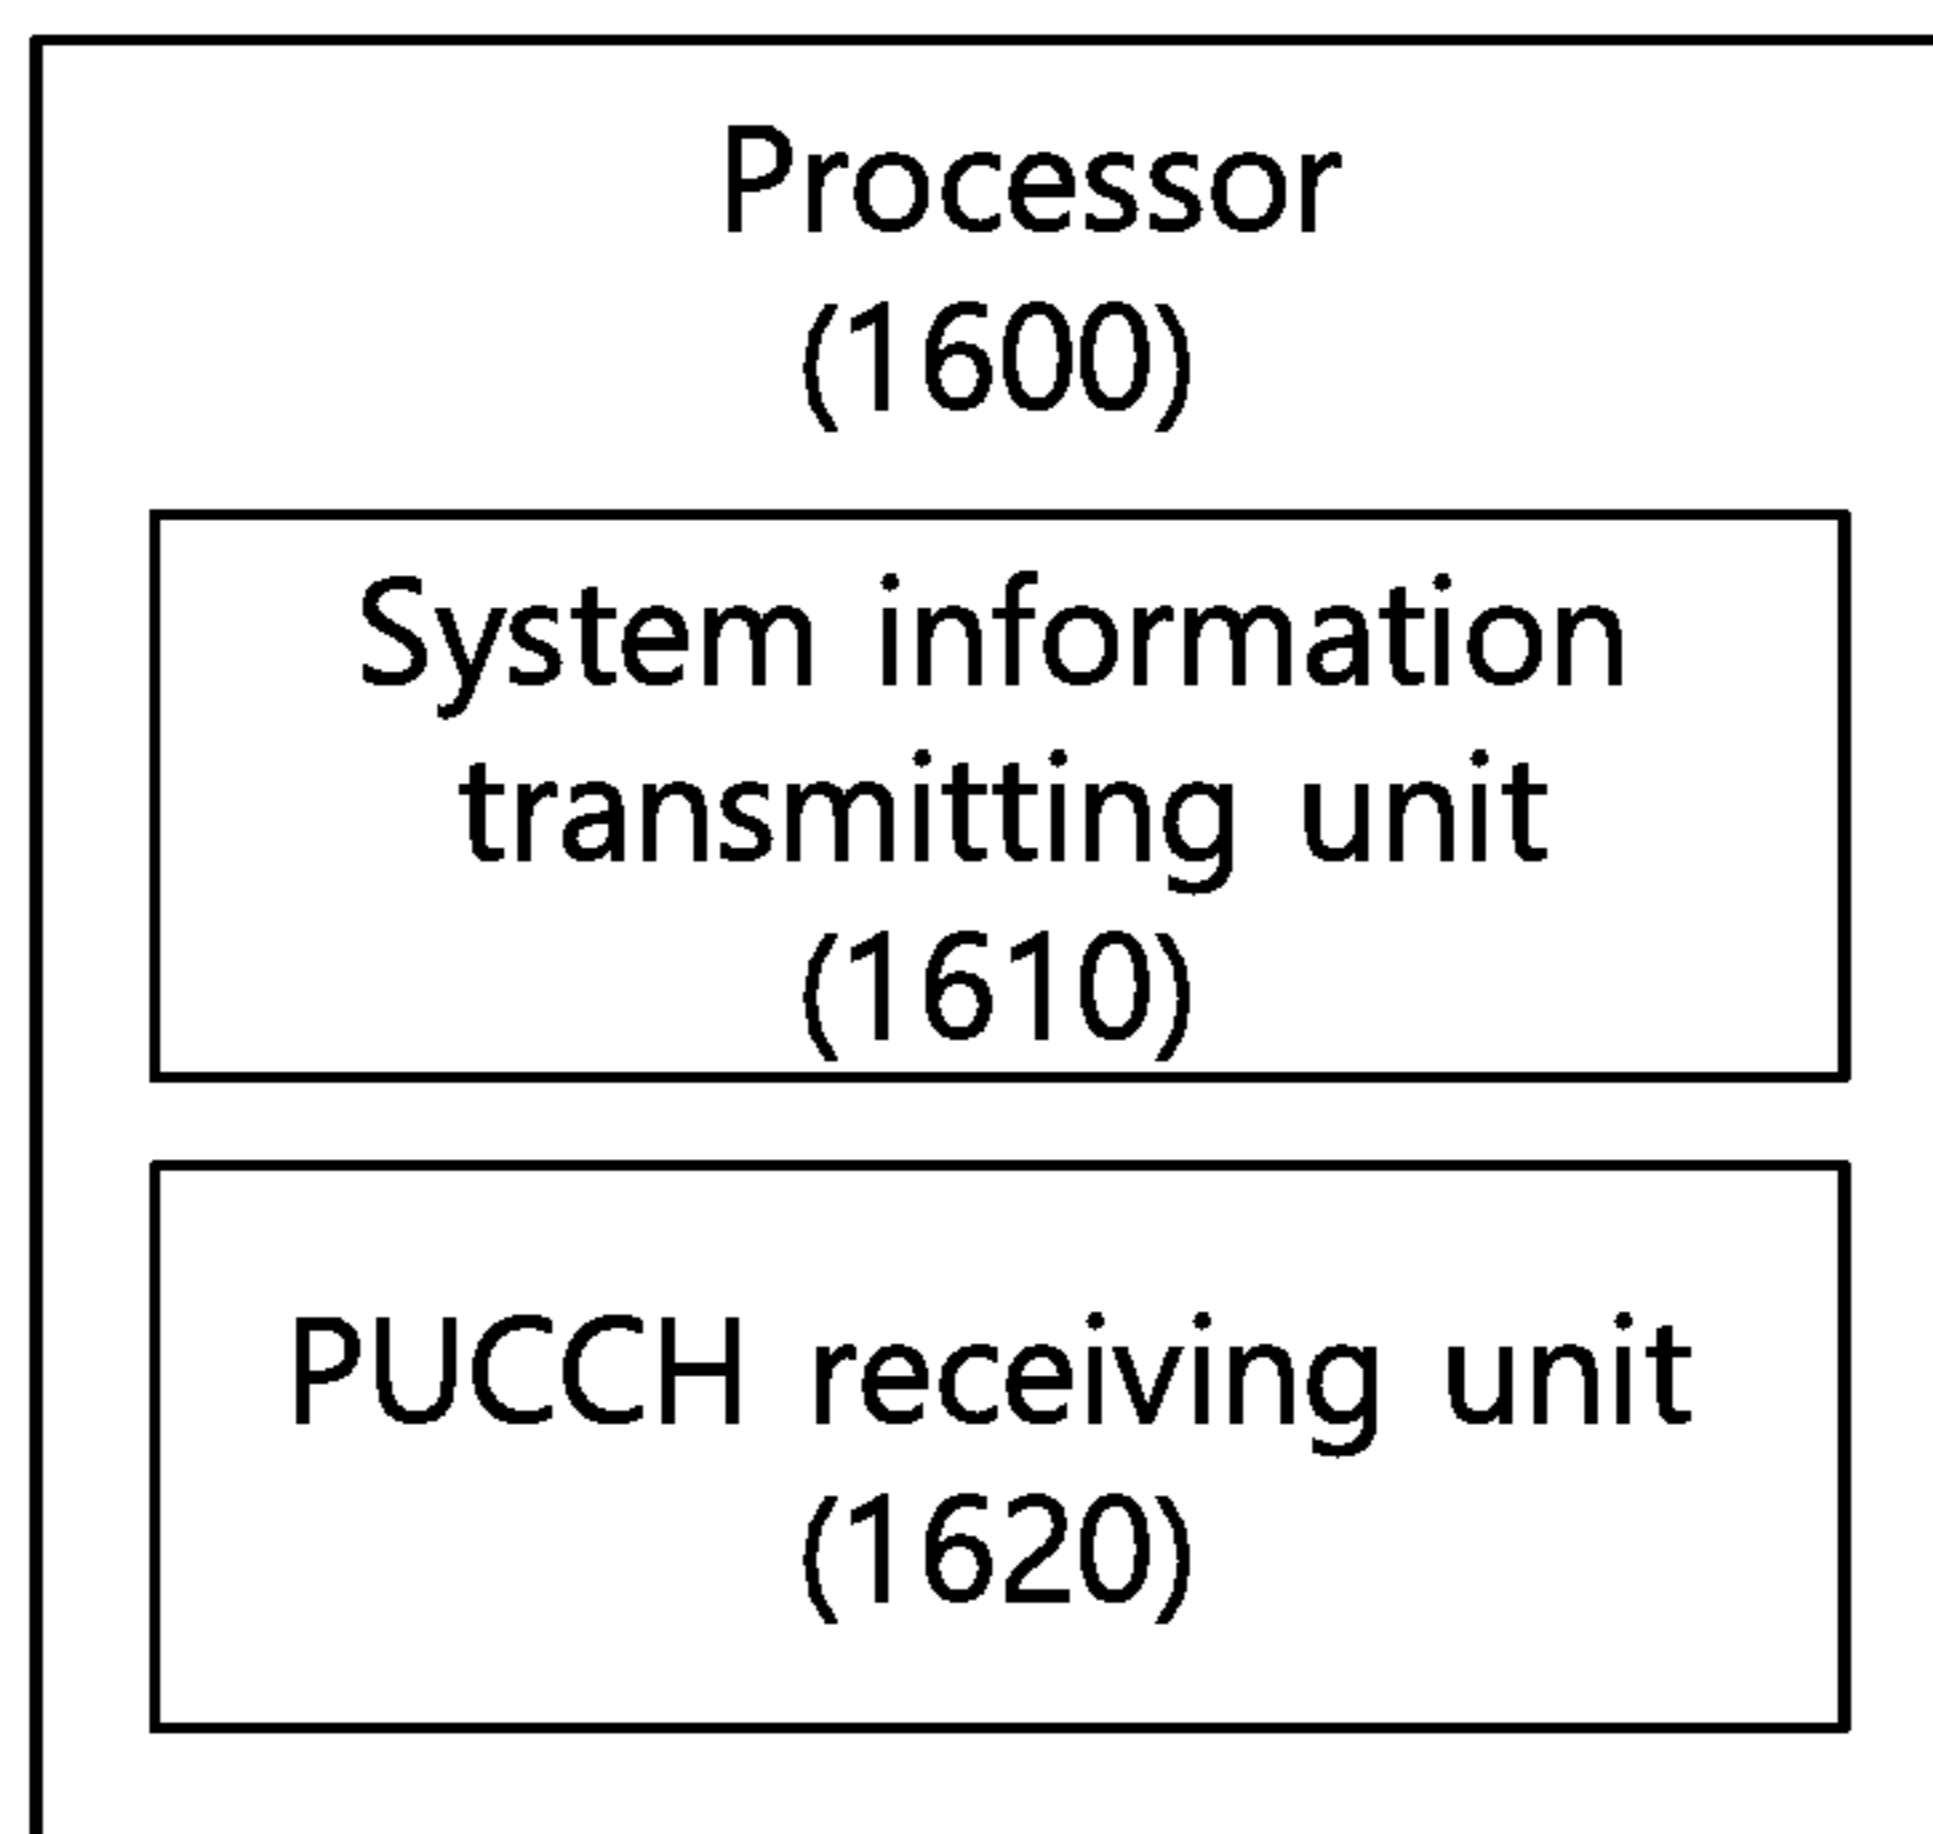 Processor
(1600)
System information
transmitting unit
(1610)
PUCCH receiving unit
(1620)